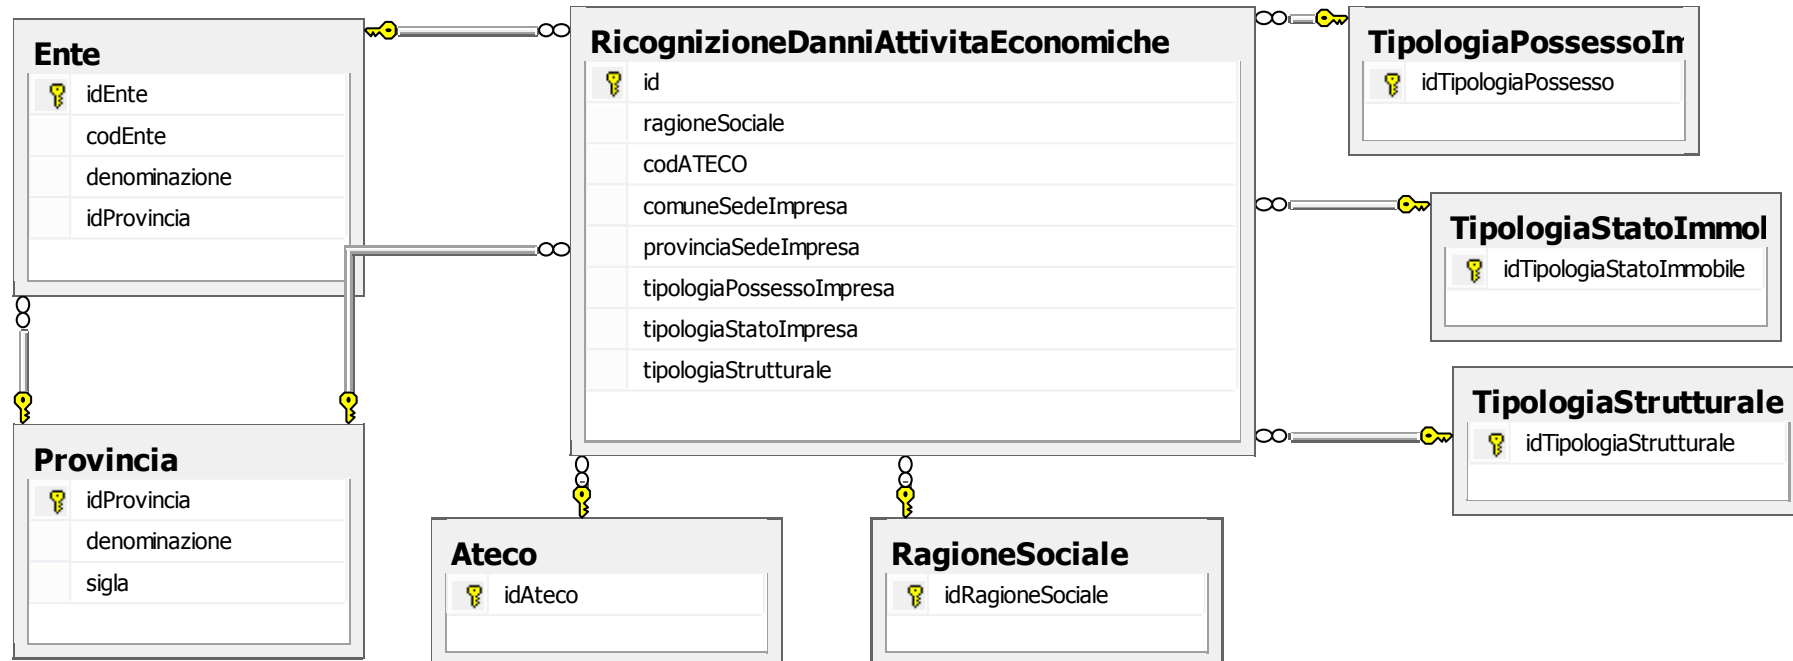 Ente
idEnte
codEnte
denominazione
idProvincia
RicognizioneDanniAttivitaEconomiche
id
ragioneSociale
codATECO
comuneSedeImpresa
provinciaSedeImpresa
tipologiaPossessoImpresa
tipologiaStatoImpresa
tipologiaStrutturale
TipologiaPossessoIm
idTipologiaPossesso
TipologiaStatoImmol
idTipologiaStatoImmobile
TipologiaStrutturale
idTipologiaStrutturale
Provincia
idProvincia
denominazione
sigla
Ateco
idAteco
RagioneSociale
idRagioneSociale